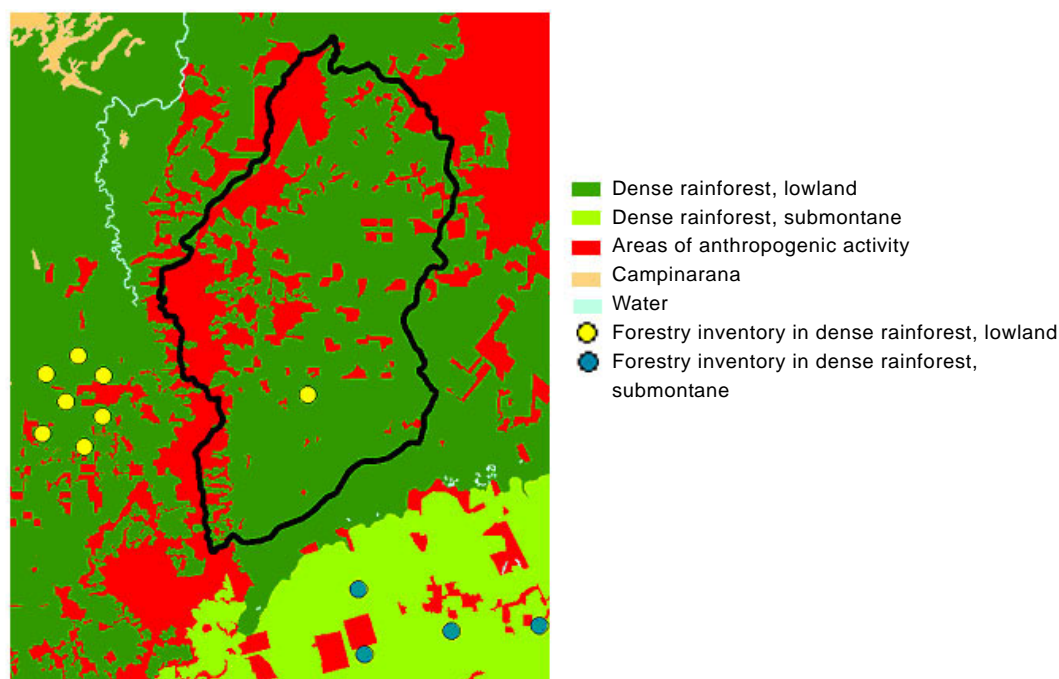 Dense rainforest, lowland
Dense rainforest, submontane
Areas of anthropogenic activity
Campinarana
Water
Forestry inventory in dense rainforest, lowland
Forestry inventory in dense rainforest,
submontane